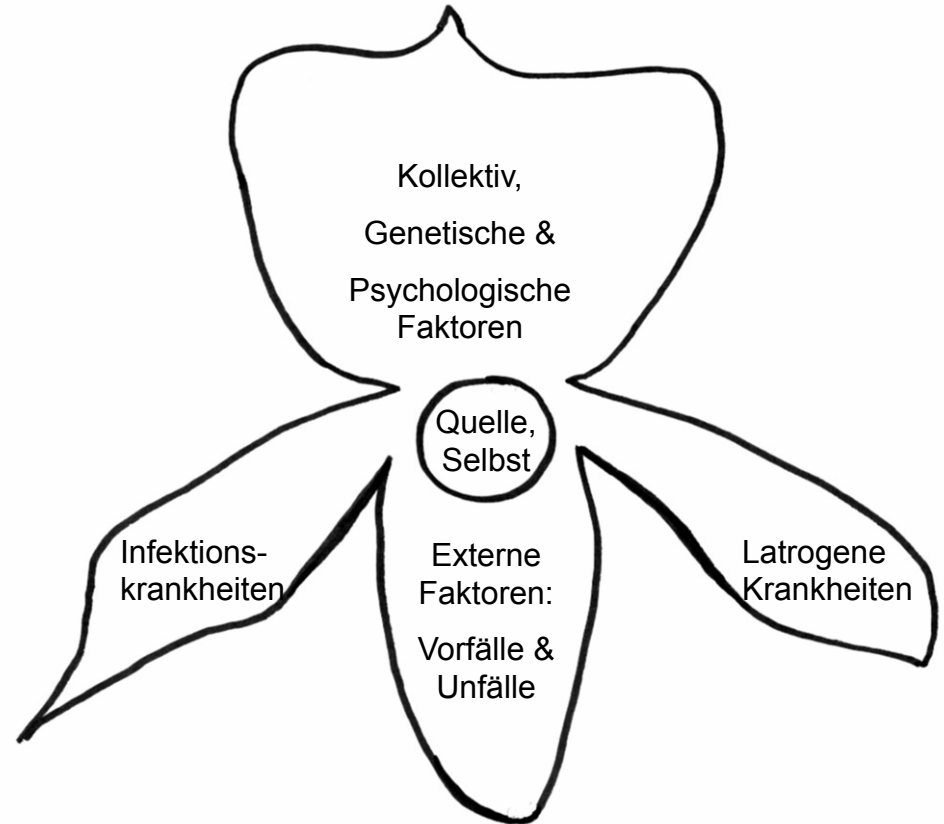 Kollektiv,
Genetische &
Psychologische
Faktoren
Quelle,
Selbst
Infektions-
krankheiten
Externe
Faktoren:
Vorfälle &
Unfälle
Latrogene
Krankheiten